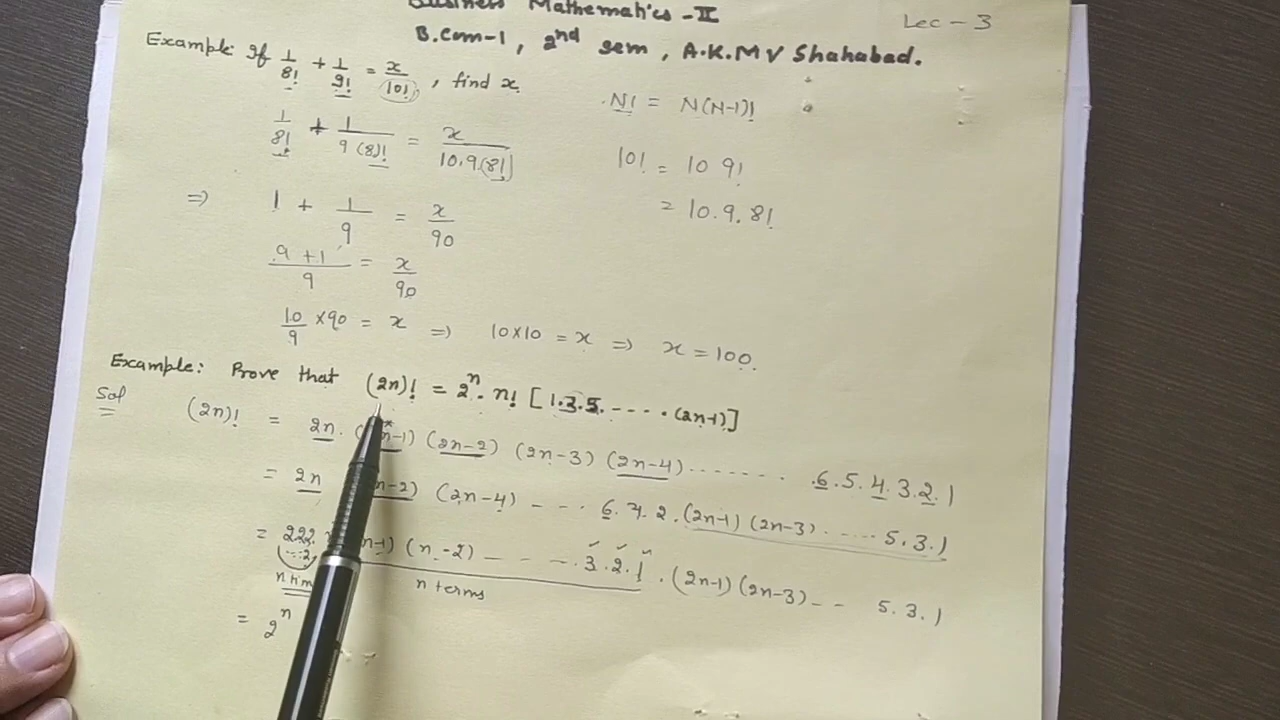 Business Mathematics - II
Lec - 3
B.Com-1, 2nd sem, A.K.M V Shahabad.
Example: If 1/8! + 1/9! = x/10!, find x.
N! = N(N-1)!
1/8! + 1/9(8)! = x/10.9.(8!)
10! = 10 9!
= 10.9.8!
⇒ 1 + 1/9 = x/90
9+1/9 = x/90
10/9 ×90 = x ⇒ 10×10 = x ⇒ x = 100.
Example: Prove that (2n)! = 2^n . n! [1.3.5. ---- . (2n-1)]
Sol
(2n)! = 2n. (2n-1) (2n-2) (2n-3) (2n-4) ........ .6.5.4.3.2.1
= 2n n-2) (2n-4) - - - . 6.4.2.(2n-1) (2n-3). ---- 5.3.1
= 222. n-1) (n-2) - - - - .3.2.1 . (2n-1)(2n-3)-- 5.3.1
...2
n terms
= 2^n